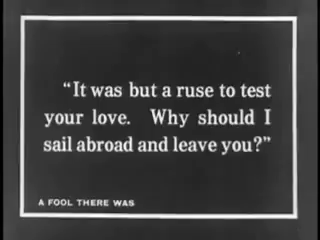 “It was but a ruse to test
your love. Why should I
sail abroad and leave you?”
A FOOL THERE WAS